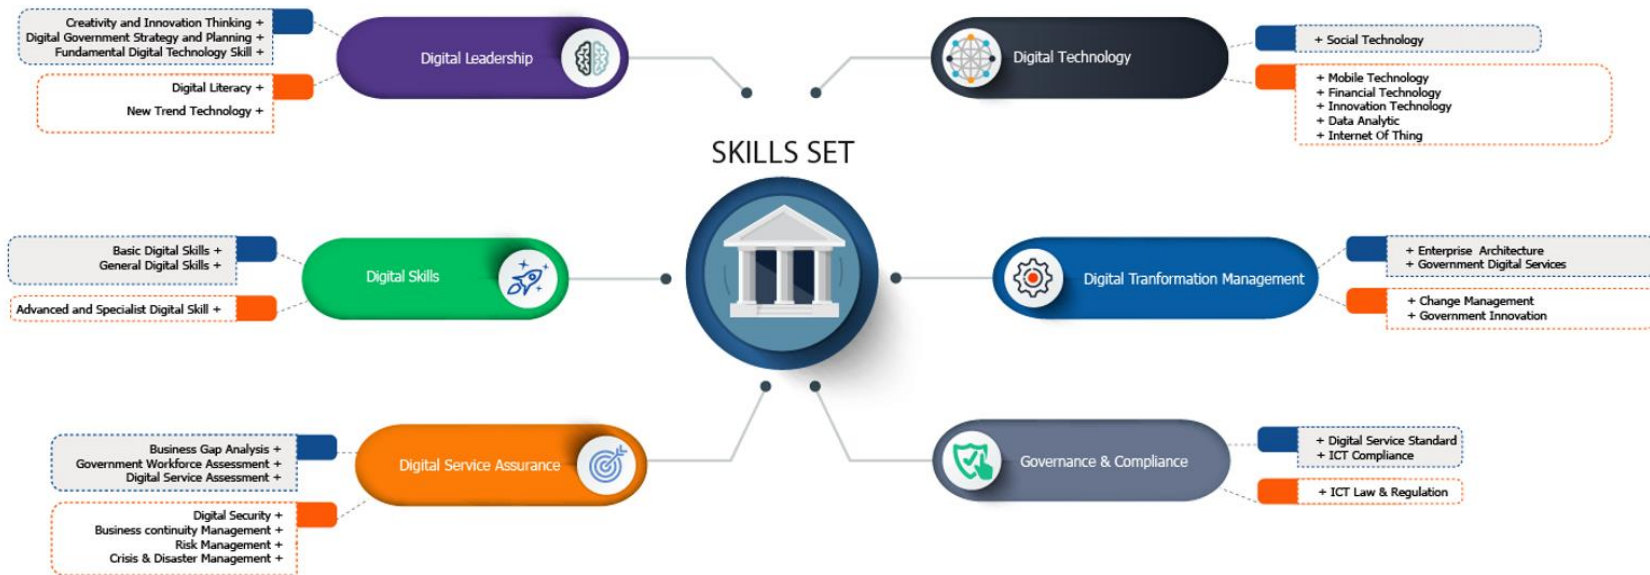 Creativity and Innovation Thinking +
Digital Government Strategy and Planning +
Fundamental Digital Technology Skill +
Digital Literacy +
New Trend Technology +
Digital Leadership
Digital Technology
+ Social Technology
+ Mobile Technology
+ Financial Technology
+ Innovation Technology
+ Data Analytic
+ Internet Of Thing
SKILLS SET
Basic Digital Skills +
General Digital Skills +
Advanced and Specialist Digital Skill +
Digital Skills
Digital Tranformation Management
+ Enterprise Architecture
+ Government Digital Services
+ Change Management
+ Government Innovation
Business Gap Analysis +
Government Workforce Assessment +
Digital Service Assessment +
Digital Security +
Business continuity Management +
Risk Management +
Crisis & Disaster Management +
Digital Service Assurance
Governance & Compliance
+ Digital Service Standard
+ ICT Compliance
+ ICT Law & Regulation